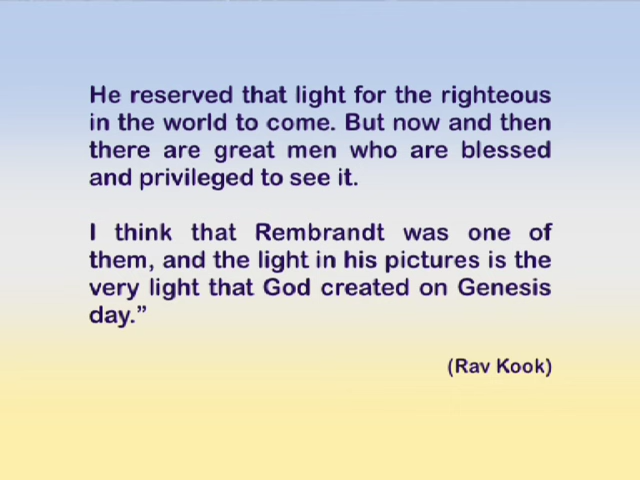 He reserved that light for the righteous
in the world to come. But now and then
there are great men who are blessed
and privileged to see it.
I think that Rembrandt was one of
them, and the light in his pictures is the
very light that God created on Genesis
day.”
(Rav Kook)